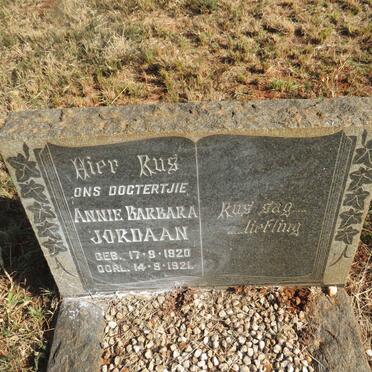 Hier Rus
ONS DOGTERTJIE
ANNIE BARBARA
JORDAAN
GEB. 17·9·1920
OORL. 14·9·1921.
Rus sag....
....liefling